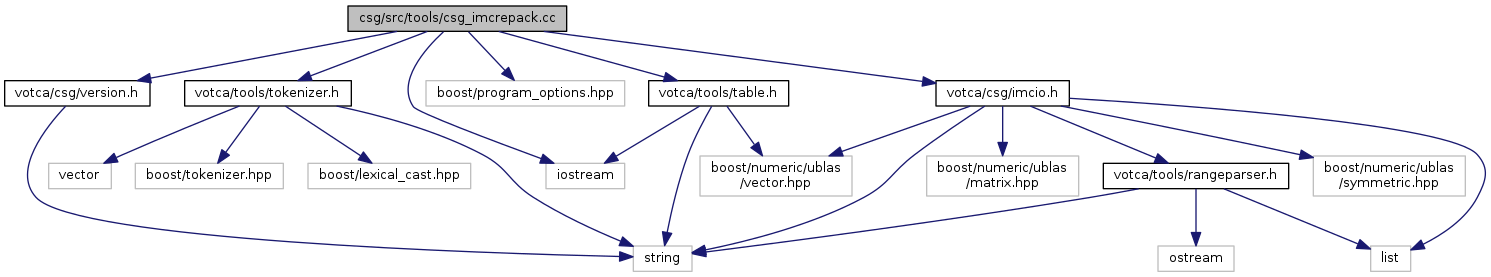 csg/src/tools/csg_imcrepack.cc
votca/csg/version.h
votca/tools/tokenizer.h
boost/program_options.hpp
votca/tools/table.h
votca/csg/imcio.h
vector
boost/tokenizer.hpp
boost/lexical_cast.hpp
iostream
boost/numeric/ublas
/vector.hpp
boost/numeric/ublas
/matrix.hpp
votca/tools/rangeparser.h
boost/numeric/ublas
/symmetric.hpp
string
ostream
list